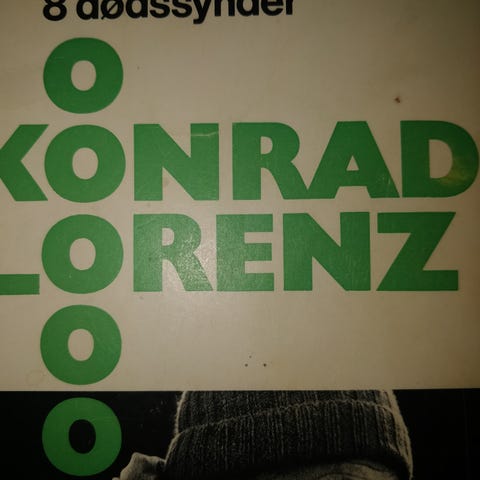 8 dødssynder
O
KONRAD
LORENZ
O
O